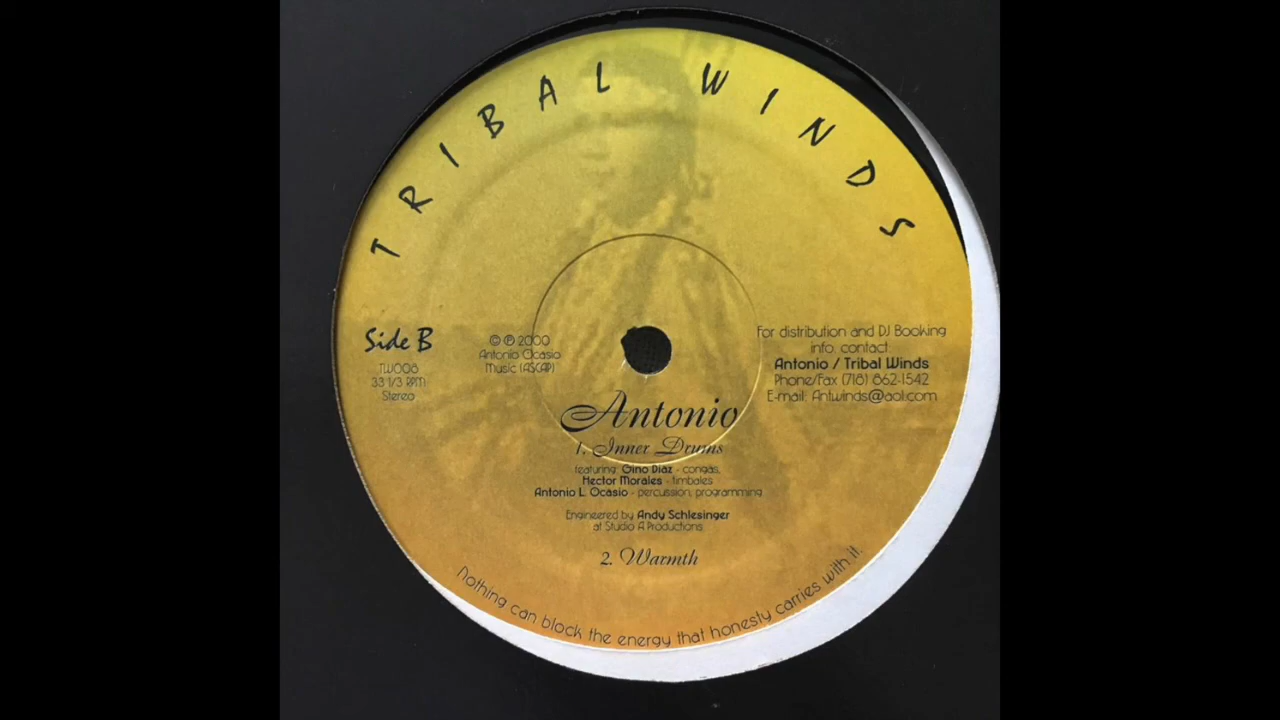 TRIBAL WINDS
Side B
TW008
33 1/3 RPM
Stereo
© ℗ 2000
Antonio Ocasio
Music (ASCAP)
For distribution and DJ Booking
info. contact:
Antonio / Tribal Winds
Phone/Fax (718) 862-1542
E-mail: Antwinds@aol.com
Antonio
1. Inner Drums
featuring: Gino Diaz - congas,
Hector Morales - timbales
Antonio L. Ocasio - percussion, programming
Engineered by Andy Schlesinger
at Studio A Productions
2. Warmth
Nothing can block the energy that honesty carries with it.